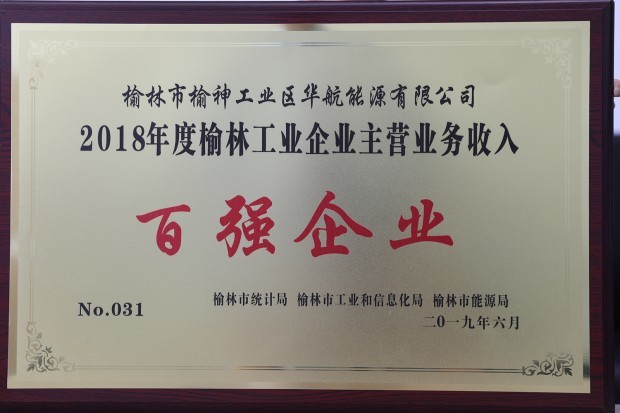 榆林市榆神工业区华航能源有限公司
2018年度榆林工业企业主营业务收入
百强企业
No.031
榆林市统计局 榆林市工业和信息化局 榆林市能源局
二〇一九年六月